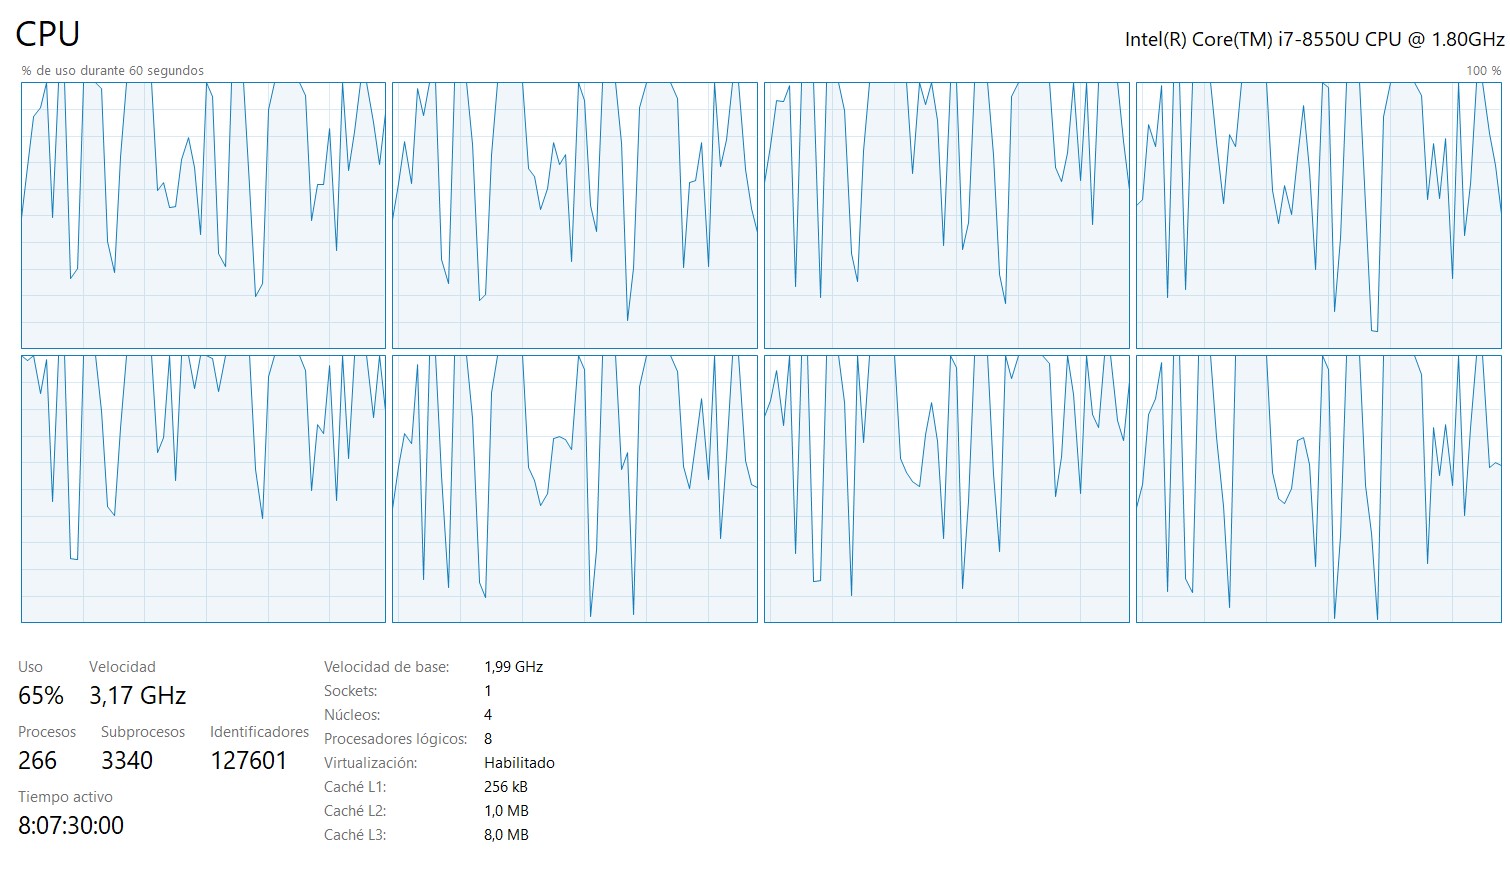 CPU
Intel(R) Core(TM) i7-8550U CPU @ 1.80GHz
% de uso durante 60 segundos
100 %
Uso
Velocidad
65%
3,17 GHz
Procesos
Subprocesos
Identificadores
266
3340
127601
Tiempo activo
8:07:30:00
Velocidad de base: 1,99 GHz
Sockets: 1
Núcleos: 4
Procesadores lógicos: 8
Virtualización: Habilitado
Caché L1: 256 kB
Caché L2: 1,0 MB
Caché L3: 8,0 MB